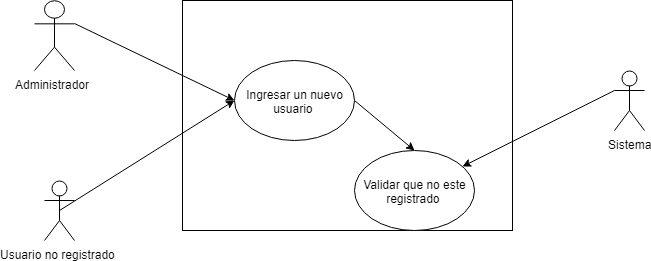 Administrador
Ingresar un nuevo
usuario
Sistema
Validar que no este
registrado
Usuario no registrado